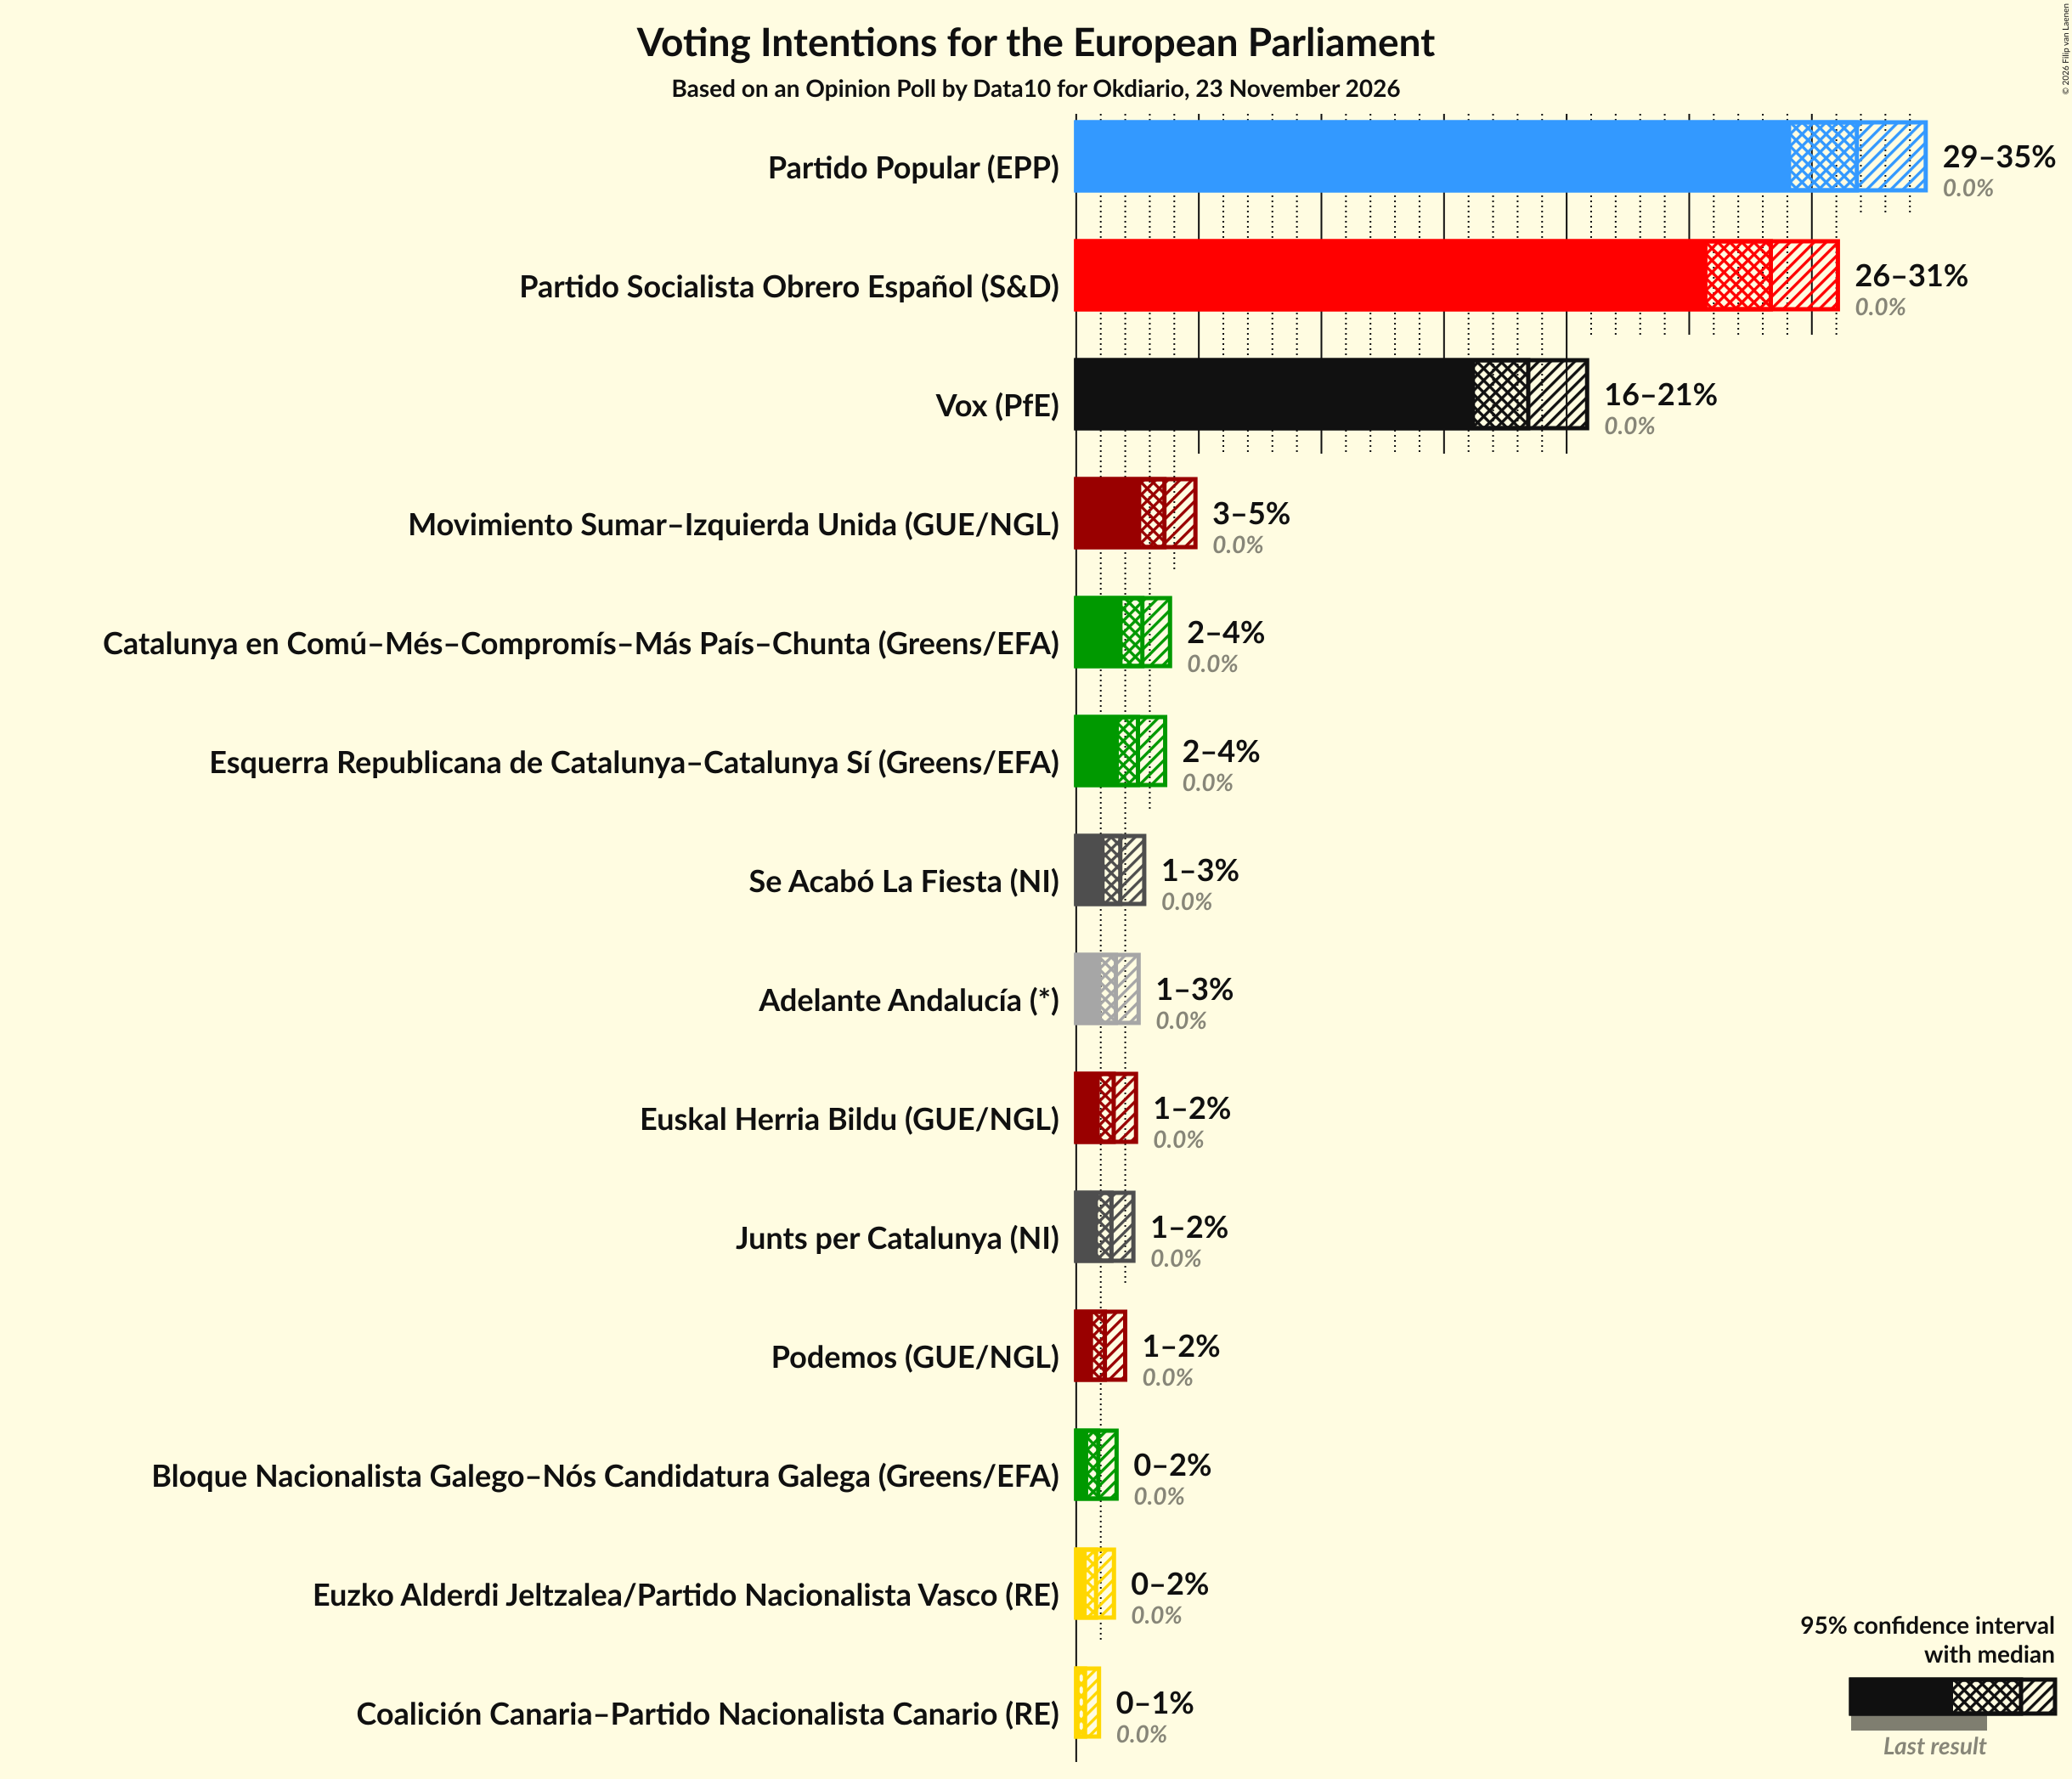 Voting Intentions for the European Parliament
Based on an Opinion Poll by Data10 for Okdiario, 23 November 2026
© 2026 Filip van Laenen
Partido Popular (EPP)
29–35%
0.0%
Partido Socialista Obrero Español (S&D)
26–31%
0.0%
Vox (PfE)
16–21%
0.0%
Movimiento Sumar–Izquierda Unida (GUE/NGL)
3–5%
0.0%
Catalunya en Comú–Més–Compromís–Más País–Chunta (Greens/EFA)
2–4%
0.0%
Esquerra Republicana de Catalunya–Catalunya Sí (Greens/EFA)
2–4%
0.0%
Se Acabó La Fiesta (NI)
1–3%
0.0%
Adelante Andalucía (*)
1–3%
0.0%
Euskal Herria Bildu (GUE/NGL)
1–2%
0.0%
Junts per Catalunya (NI)
1–2%
0.0%
Podemos (GUE/NGL)
1–2%
0.0%
Bloque Nacionalista Galego–Nós Candidatura Galega (Greens/EFA)
0–2%
0.0%
Euzko Alderdi Jeltzalea/Partido Nacionalista Vasco (RE)
0–2%
0.0%
Coalición Canaria–Partido Nacionalista Canario (RE)
0–1%
0.0%
95% confidence interval
with median
Last result